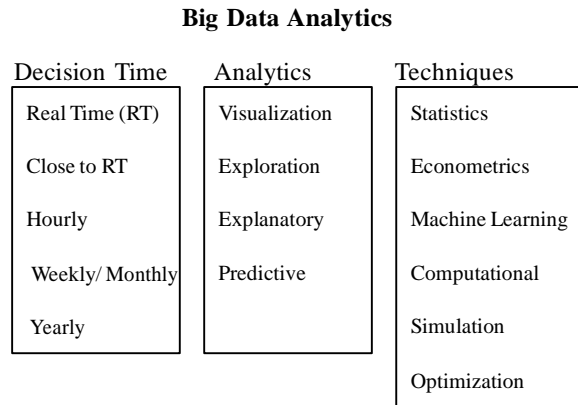 Big Data Analytics
Decision Time
Real Time (RT)
Close to RT
Hourly
Weekly/ Monthly
Yearly
Analytics
Visualization
Exploration
Explanatory
Predictive
Techniques
Statistics
Econometrics
Machine Learning
Computational
Simulation
Optimization